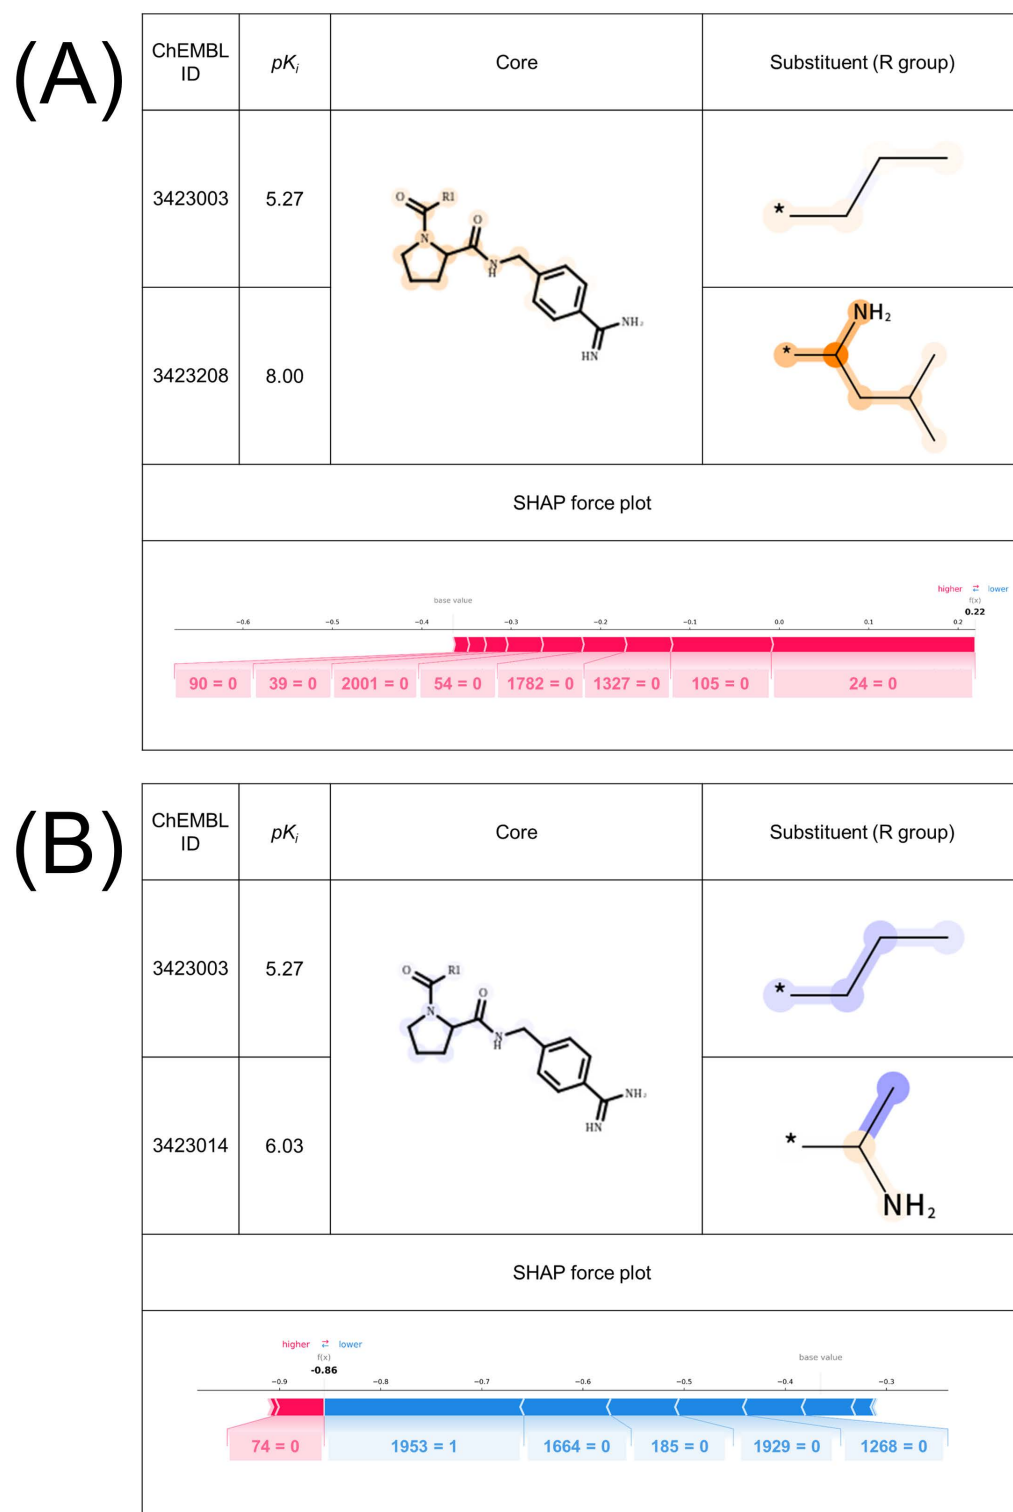 (A)
ChEMBL
ID
pKi
Core
Substituent (R group)
3423003
5.27
O
R1
N
O
N
H
NH2
HN
*
3423208
8.00
NH2
*
SHAP force plot
higher ⇄ lower
base value
f(x)
0.22
−0.6 −0.5 −0.4 −0.3 −0.2 −0.1 0.0 0.1 0.2
90 = 0 39 = 0 2001 = 0 54 = 0 1782 = 0 1327 = 0 105 = 0 24 = 0
(B)
ChEMBL
ID
pKi
Core
Substituent (R group)
3423003
5.27
O
R1
N
O
N
H
NH2
HN
*
3423014
6.03
*
NH2
SHAP force plot
higher ⇄ lower
f(x)
base value
-0.86
−0.9 −0.8 −0.7 −0.6 −0.5 −0.4 −0.3
74 = 0 1953 = 1 1664 = 0 185 = 0 1929 = 0 1268 = 0